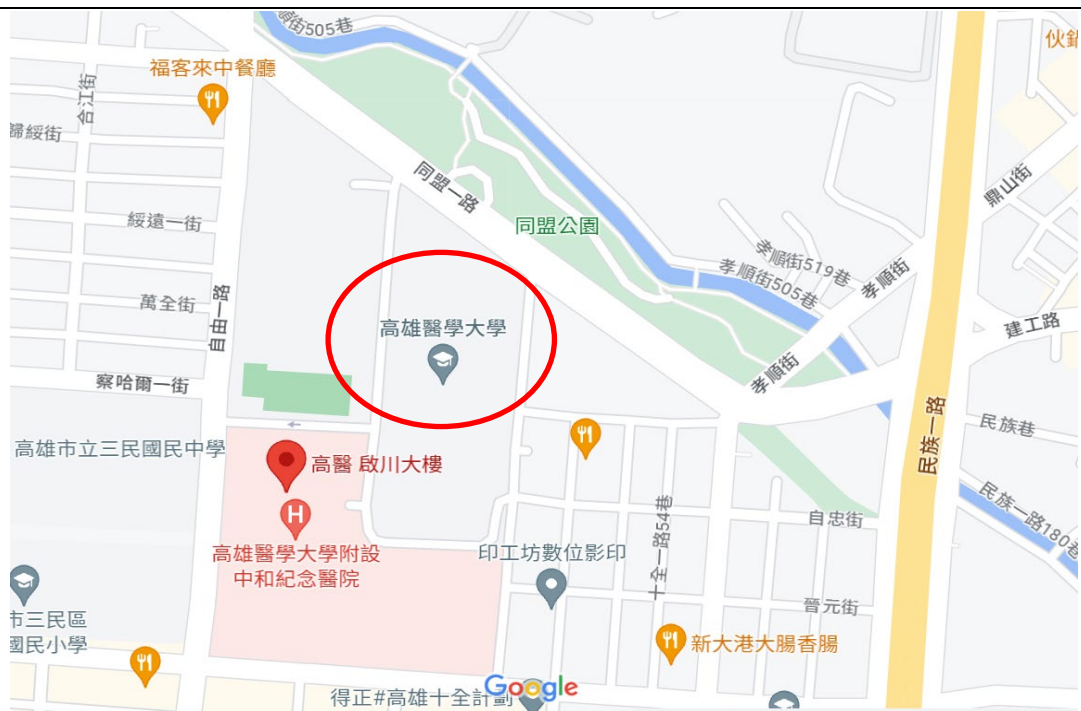 順街505巷
伙鍋
福客來中餐廳
合江街
歸綏街
同盟一路
鼎山街
綏遠一街
同盟公園
孝順街519巷
孝順街505巷
孝順街
萬全街
自由一路
高雄醫學大學
建工路
孝順街
察哈爾一街
民族一路
民族巷
高雄市立三民國民中學
高醫 啟川大樓
民族一路180巷
十全一路54巷
自忠街
高雄醫學大學附設
中和紀念醫院
印工坊數位影印
市三民區
國民小學
晉元街
新大港大腸香腸
得正#高雄十全計劃
Google